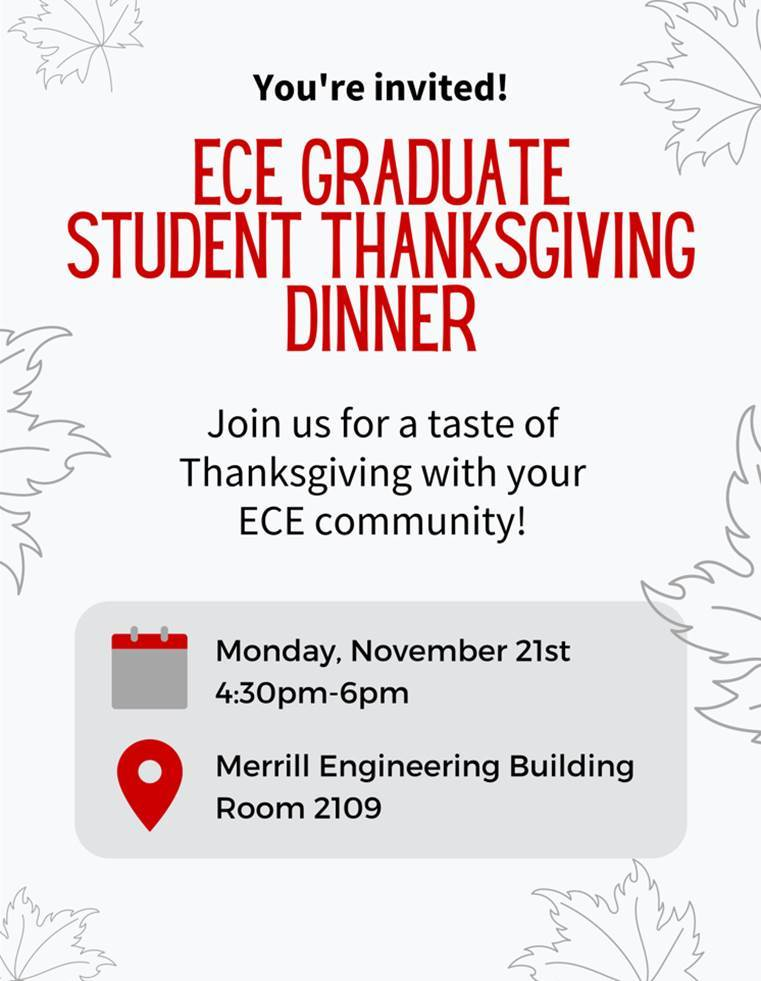 You're invited!
ECE GRADUATE
STUDENT THANKSGIVING
DINNER
Join us for a taste of
Thanksgiving with your
ECE community!
Monday, November 21st
4:30pm-6pm
Merrill Engineering Building
Room 2109